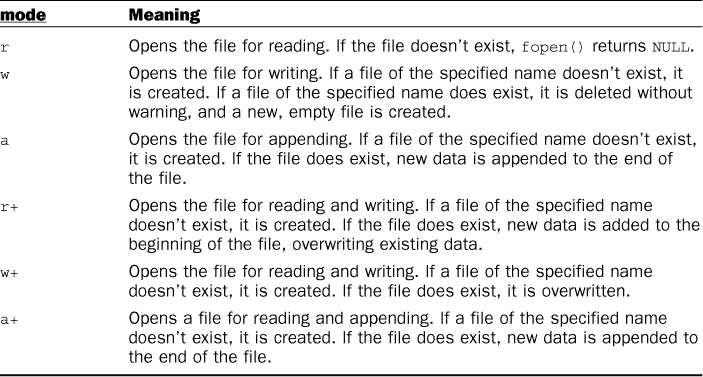 mode Meaning
r Opens the file for reading. If the file doesn't exist, fopen() returns NULL.
w Opens the file for writing. If a file of the specified name doesn't exist, it
is created. If a file of the specified name does exist, it is deleted without
warning, and a new, empty file is created.
a Opens the file for appending. If a file of the specified name doesn't exist,
it is created. If the file does exist, new data is appended to the end of
the file.
r+ Opens the file for reading and writing. If a file of the specified name
doesn't exist, it is created. If the file does exist, new data is added to the
beginning of the file, overwriting existing data.
w+ Opens the file for reading and writing. If a file of the specified name
doesn't exist, it is created. If the file does exist, it is overwritten.
a+ Opens a file for reading and appending. If a file of the specified name
doesn't exist, it is created. If the file does exist, new data is appended to
the end of the file.